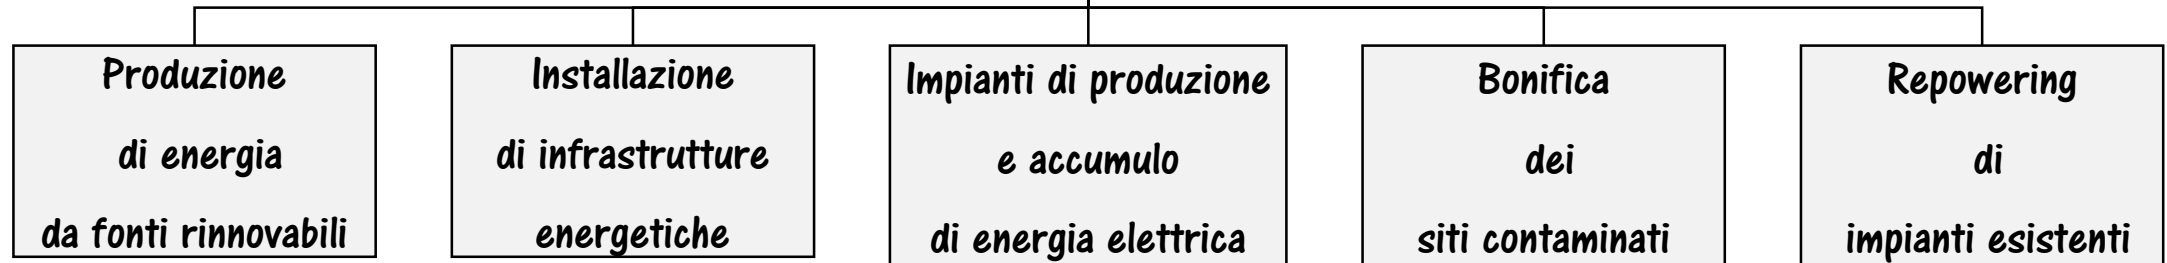 Produzione
di energia
da fonti rinnovabili
Installazione
di infrastrutture
energetiche
Impianti di produzione
e accumulo
di energia elettrica
Bonifica
dei
siti contaminati
Repowering
di
impianti esistenti